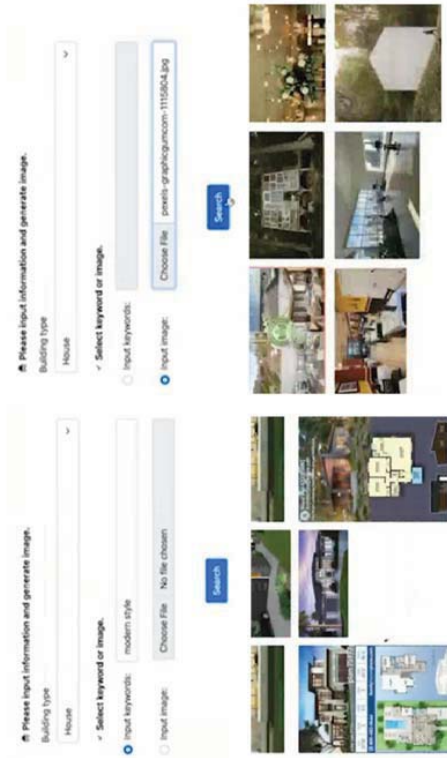 Please input information and generate image.
Building type
House
Select keyword or image.
Input keywords:
modern style
Input image:
Choose File No file chosen
Search
Please input information and generate image.
Building type
House
Select keyword or image.
Input keywords:
Input image:
Choose File pexels-graphicgumcom-1115804.jpg
Search